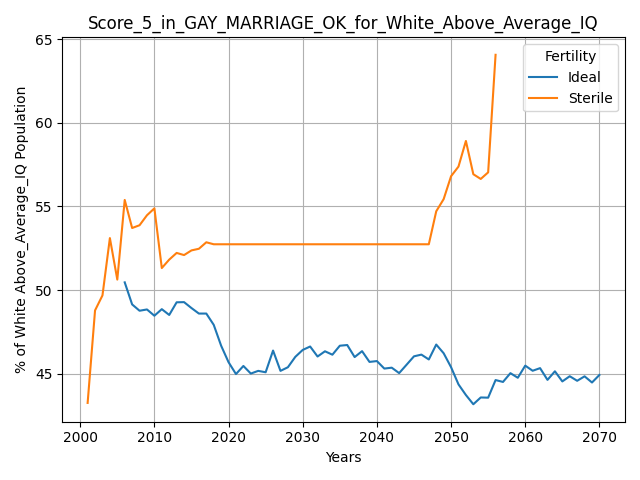 Score_5_in_GAY_MARRIAGE_OK_for_White_Above_Average_IQ
% of White Above_Average_IQ Population
65
60
55
50
45
Fertility
Ideal
Sterile
2000 2010 2020 2030 2040 2050 2060 2070
Years